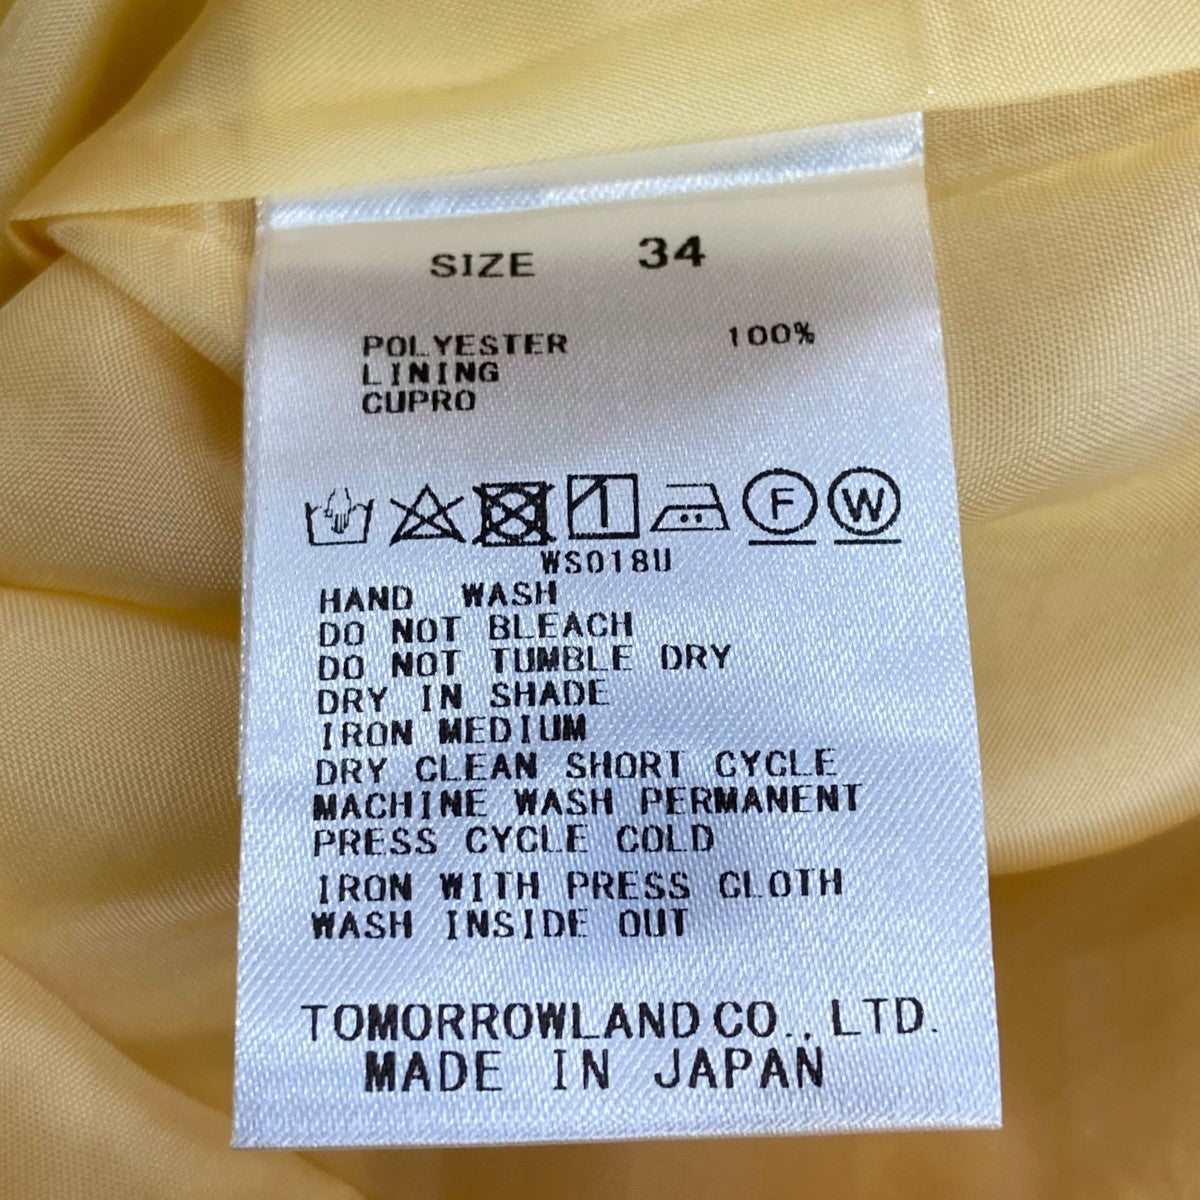 SIZE 34
POLYESTER 100%
LINING
CUPRO
F W
WS018U
HAND WASH
DO NOT BLEACH
DO NOT TUMBLE DRY
DRY IN SHADE
IRON MEDIUM
DRY CLEAN SHORT CYCLE
MACHINE WASH PERMANENT
PRESS CYCLE COLD
IRON WITH PRESS CLOTH
WASH INSIDE OUT
TOMORROWLAND CO., LTD.
MADE IN JAPAN